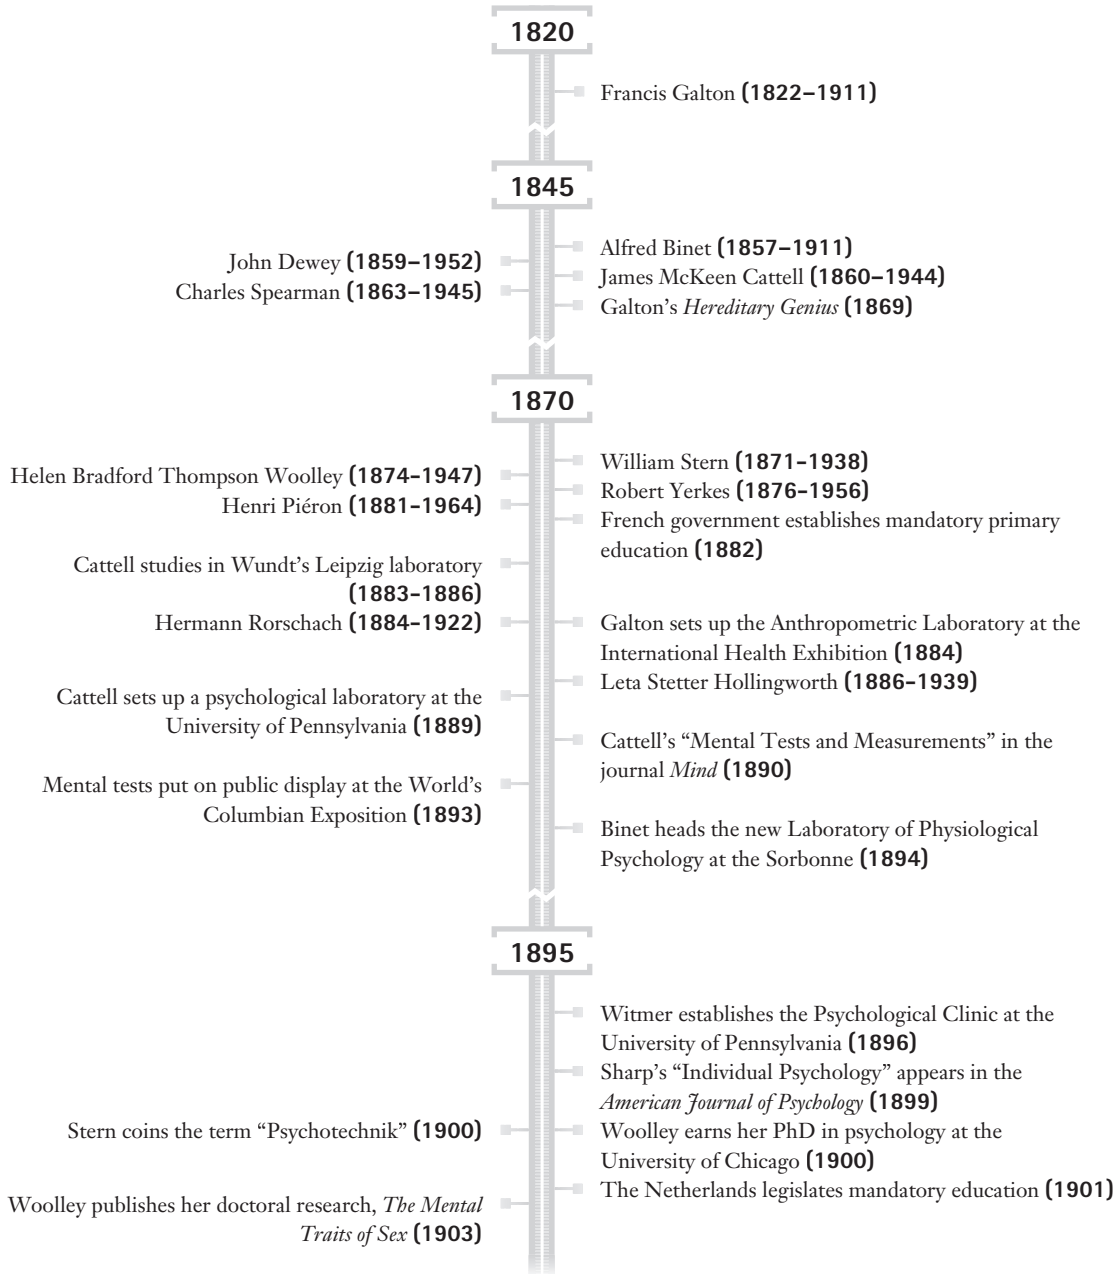 1820
Francis Galton (1822–1911)
1845
Alfred Binet (1857–1911)
John Dewey (1859–1952)
James McKeen Cattell (1860–1944)
Charles Spearman (1863–1945)
Galton’s Hereditary Genius (1869)
1870
William Stern (1871–1938)
Helen Bradford Thompson Woolley (1874–1947)
Robert Yerkes (1876–1956)
Henri Piéron (1881–1964)
French government establishes mandatory primary
education (1882)
Cattell studies in Wundt’s Leipzig laboratory
(1883–1886)
Hermann Rorschach (1884–1922)
Galton sets up the Anthropometric Laboratory at the
International Health Exhibition (1884)
Leta Stetter Hollingworth (1886–1939)
Cattell sets up a psychological laboratory at the
University of Pennsylvania (1889)
Cattell’s “Mental Tests and Measurements” in the
journal Mind (1890)
Mental tests put on public display at the World’s
Columbian Exposition (1893)
Binet heads the new Laboratory of Physiological
Psychology at the Sorbonne (1894)
1895
Witmer establishes the Psychological Clinic at the
University of Pennsylvania (1896)
Sharp’s “Individual Psychology” appears in the
American Journal of Psychology (1899)
Stern coins the term “Psychotechnik” (1900)
Woolley earns her PhD in psychology at the
University of Chicago (1900)
The Netherlands legislates mandatory education (1901)
Woolley publishes her doctoral research, The Mental
Traits of Sex (1903)